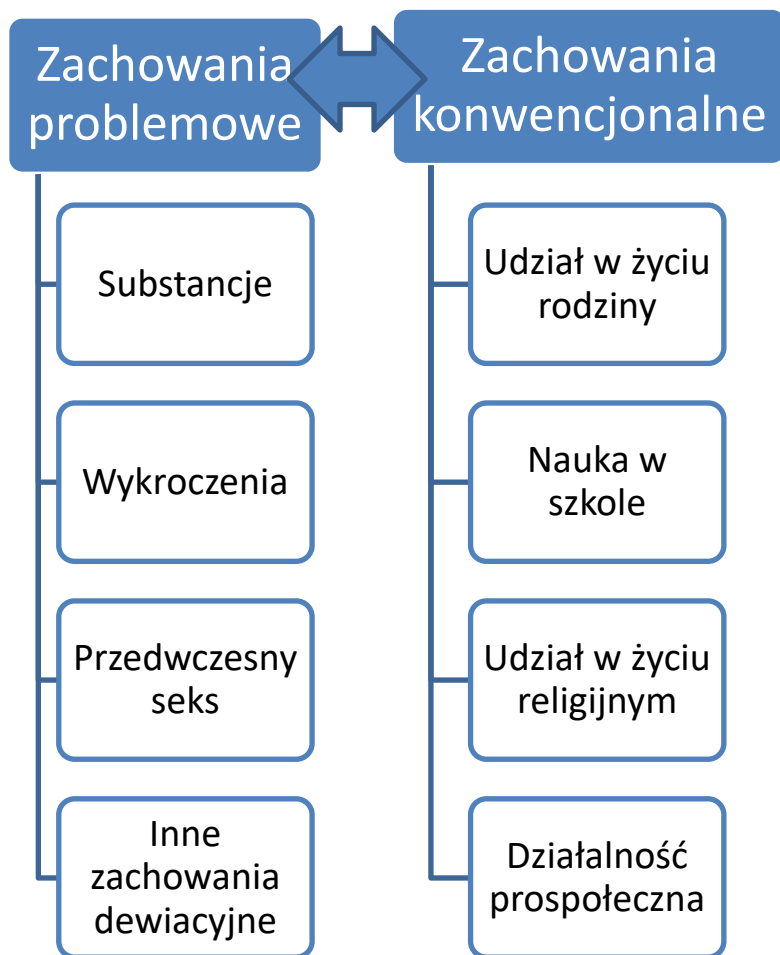 Zachowania
problemowe
Substancje
Wykroczenia
Przedwczesny
seks
Inne
zachowania
dewiacyjne
Zachowania
konwencjonalne
Udział w życiu
rodziny
Nauka w
szkole
Udział w życiu
religijnym
Działalność
prospołeczna